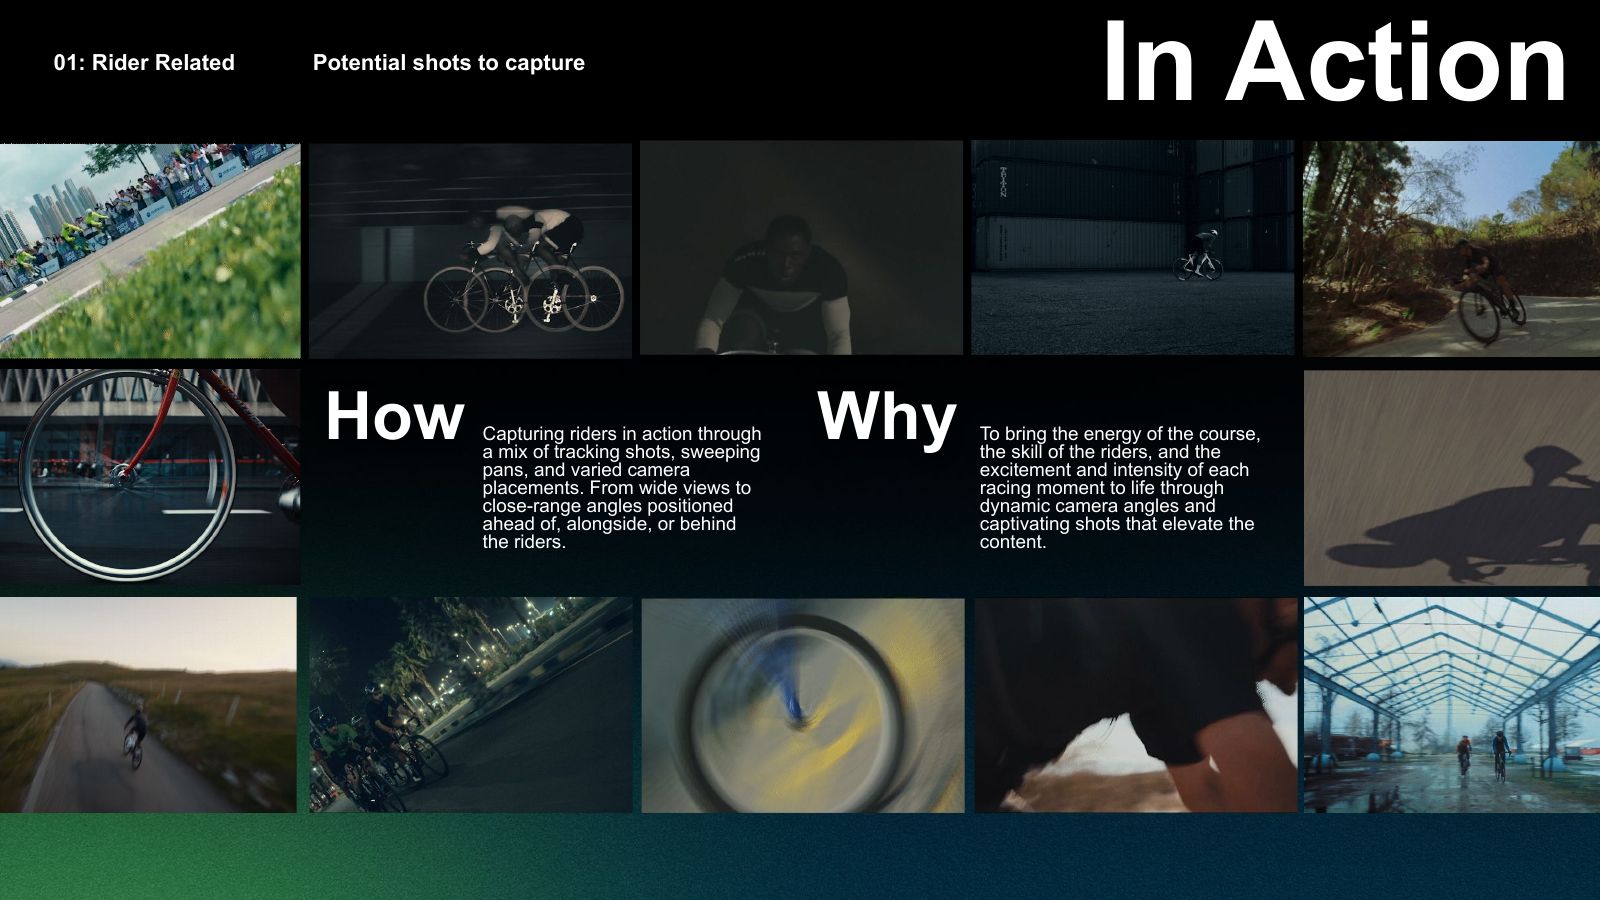 01: Rider Related
Potential shots to capture
In Action
How
Capturing riders in action through
a mix of tracking shots, sweeping
pans, and varied camera
placements. From wide views to
close-range angles positioned
ahead of, alongside, or behind
the riders.
Why
To bring the energy of the course,
the skill of the riders, and the
excitement and intensity of each
racing moment to life through
dynamic camera angles and
captivating shots that elevate the
content.